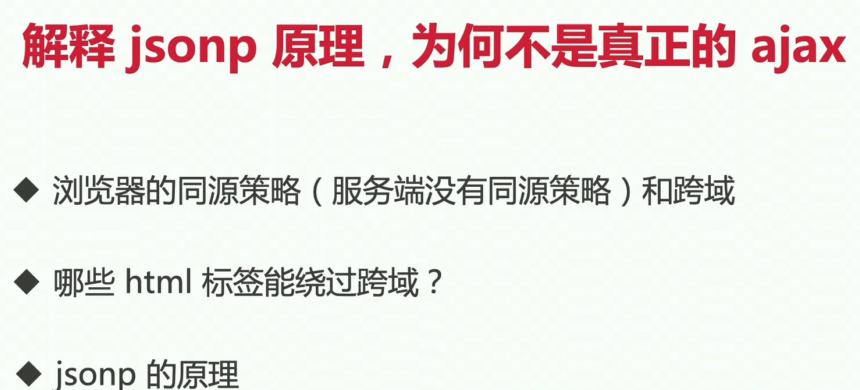 解释 jsonp 原理，为何不是真正的 ajax
◆ 浏览器的同源策略（服务端没有同源策略）和跨域
◆ 哪些 html 标签能绕过跨域？
◆ jsonp 的原理